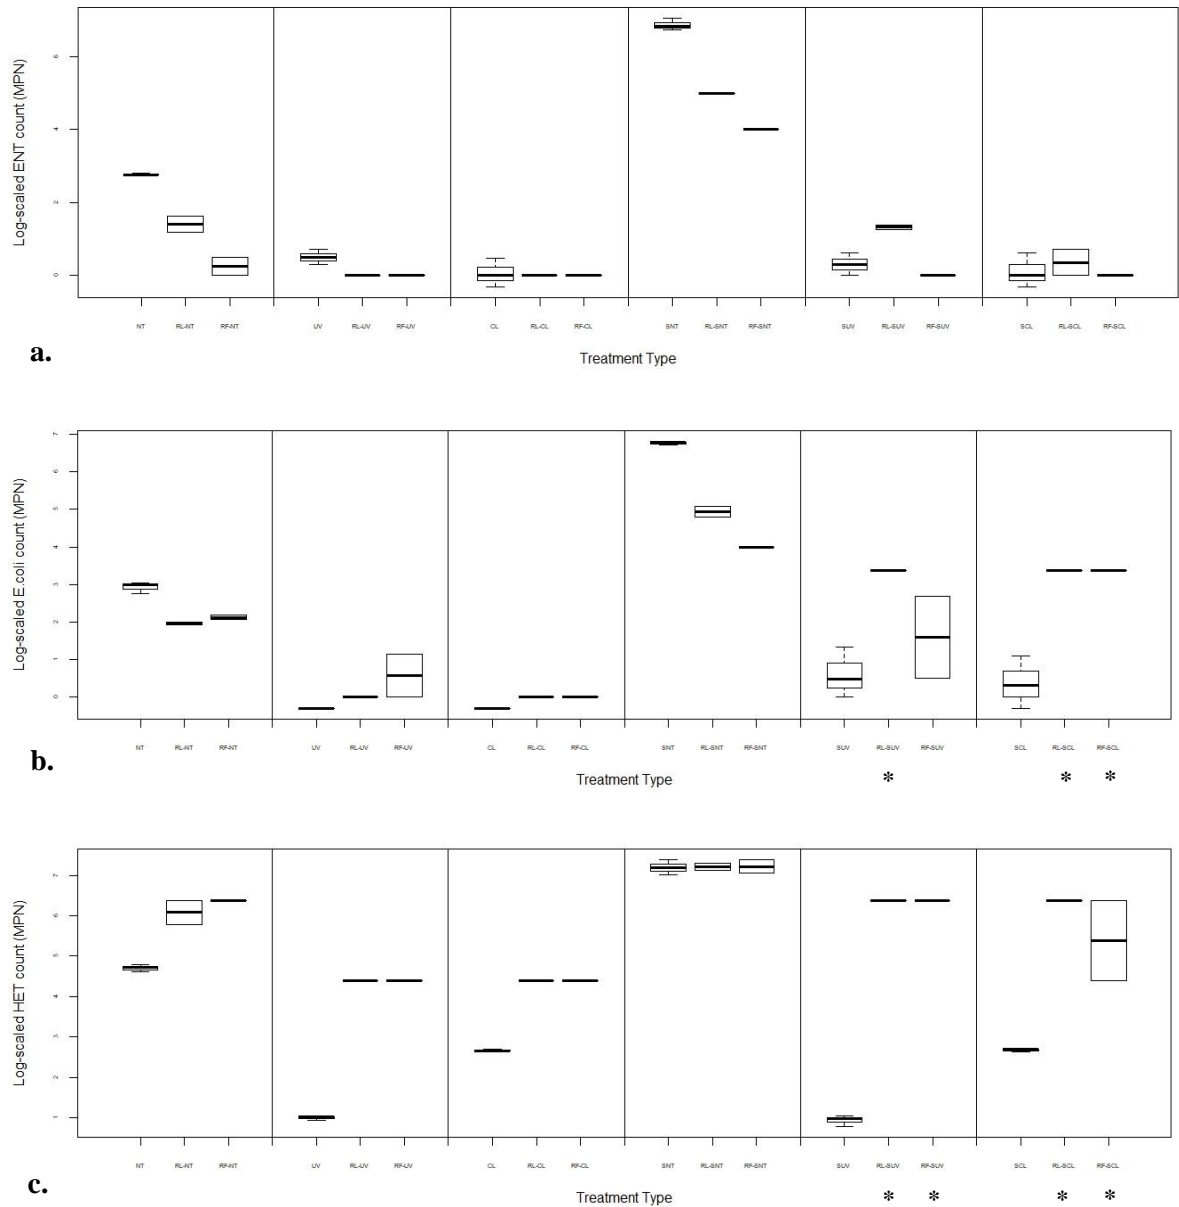 Log-scaled ENT count (MPN)
6
4
2
0
NT RL-NT RF-NT UV RL-UV RF-UV CL RL-CL RF-CL SNT RL-SNT RF-SNT SUV RL-SUV RF-SUV SCL RL-SCL RF-SCL
a.
Treatment Type
Log-scaled E.coli count (MPN)
7
6
5
4
3
2
1
0
NT RL-NT RF-NT UV RL-UV RF-UV CL RL-CL RF-CL SNT RL-SNT RF-SNT SUV RL-SUV RF-SUV SCL RL-SCL RF-SCL
b.
Treatment Type * * *
Log-scaled HET count (MPN)
7
6
5
4
3
2
1
NT RL-NT RF-NT UV RL-UV RF-UV CL RL-CL RF-CL SNT RL-SNT RF-SNT SUV RL-SUV RF-SUV SCL RL-SCL RF-SCL
c.
Treatment Type * * * *